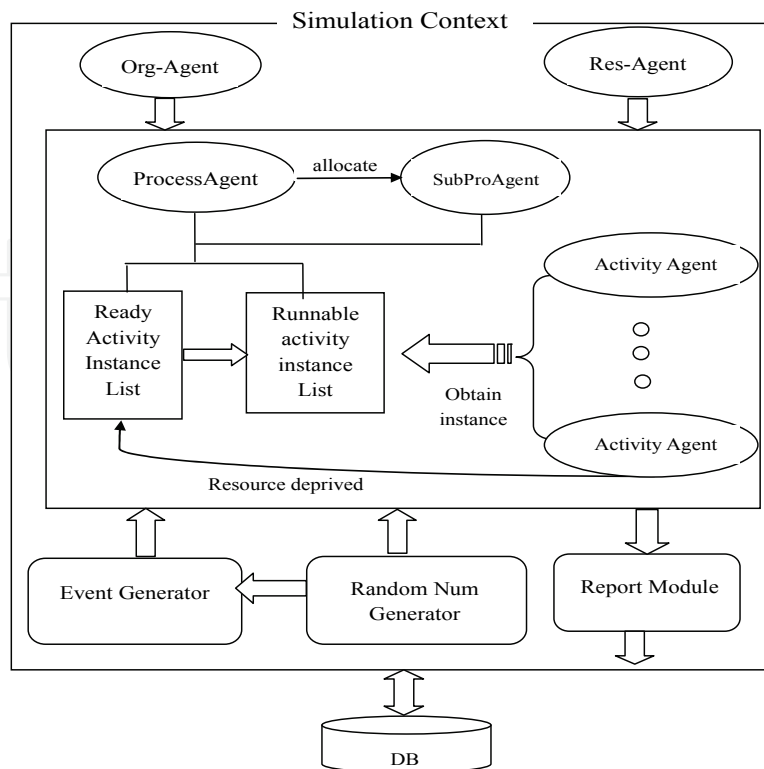 Simulation Context
Org-Agent
Res-Agent
ProcessAgent
allocate
SubProAgent
Activity Agent
Ready
Activity
Instance
List
Runnable
activity
instance
List
Obtain
instance
Activity Agent
Resource deprived
Event Generator
Random Num
Generator
Report Module
DB